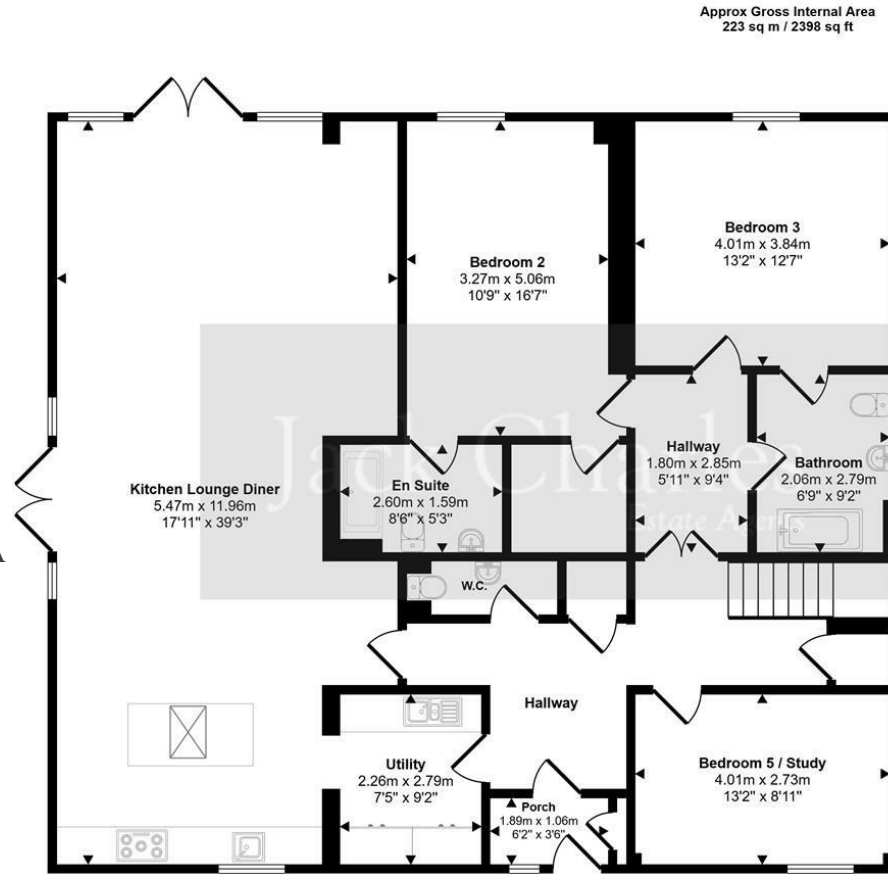 Approx Gross Internal Area
223 sq m / 2398 sq ft
Bedroom 2
3.27m x 5.06m
10'9" x 16'7"
Bedroom 3
4.01m x 3.84m
13'2" x 12'7"
Jack Charles
Estate Agents
Kitchen Lounge Diner
5.47m x 11.96m
17'11" x 39'3"
En Suite
2.60m x 1.59m
8'6" x 5'3"
Hallway
1.80m x 2.85m
5'11" x 9'4"
Bathroom
2.06m x 2.79m
6'9" x 9'2"
W.C.
Hallway
Utility
2.26m x 2.79m
7'5" x 9'2"
Porch
1.89m x 1.06m
6'2" x 3'6"
Bedroom 5 / Study
4.01m x 2.73m
13'2" x 8'11"